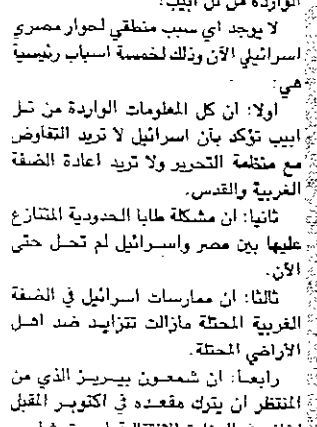 الواردة من تل ابيب.
لا يوجد اي سبب منطقي لحوار مصري
اسرائيلي الآن وذلك لخمسة اسباب رئيسية
هي:
اولا: ان كل المعلومات الواردة من تل
ابيب تؤكد بان اسرائيل لا تريد التفاوض
مع منظمة التحرير ولا تريد اعادة الضفة
الغربية والقدس.
ثانيا: ان مشكلة طابا الحدودية المتنازع
عليها بين مصر واسرائيل لم تحل حتى
الآن.
ثالثا: ان ممارسات اسرائيل في الضفة
الغربية المحتلة مازالت تتزايد ضد اهل
الأراضي المحتلة.
رابعا: ان شمعون بيريز الذي من
المنتظر ان يترك مقعده في اكتوبر المقبل